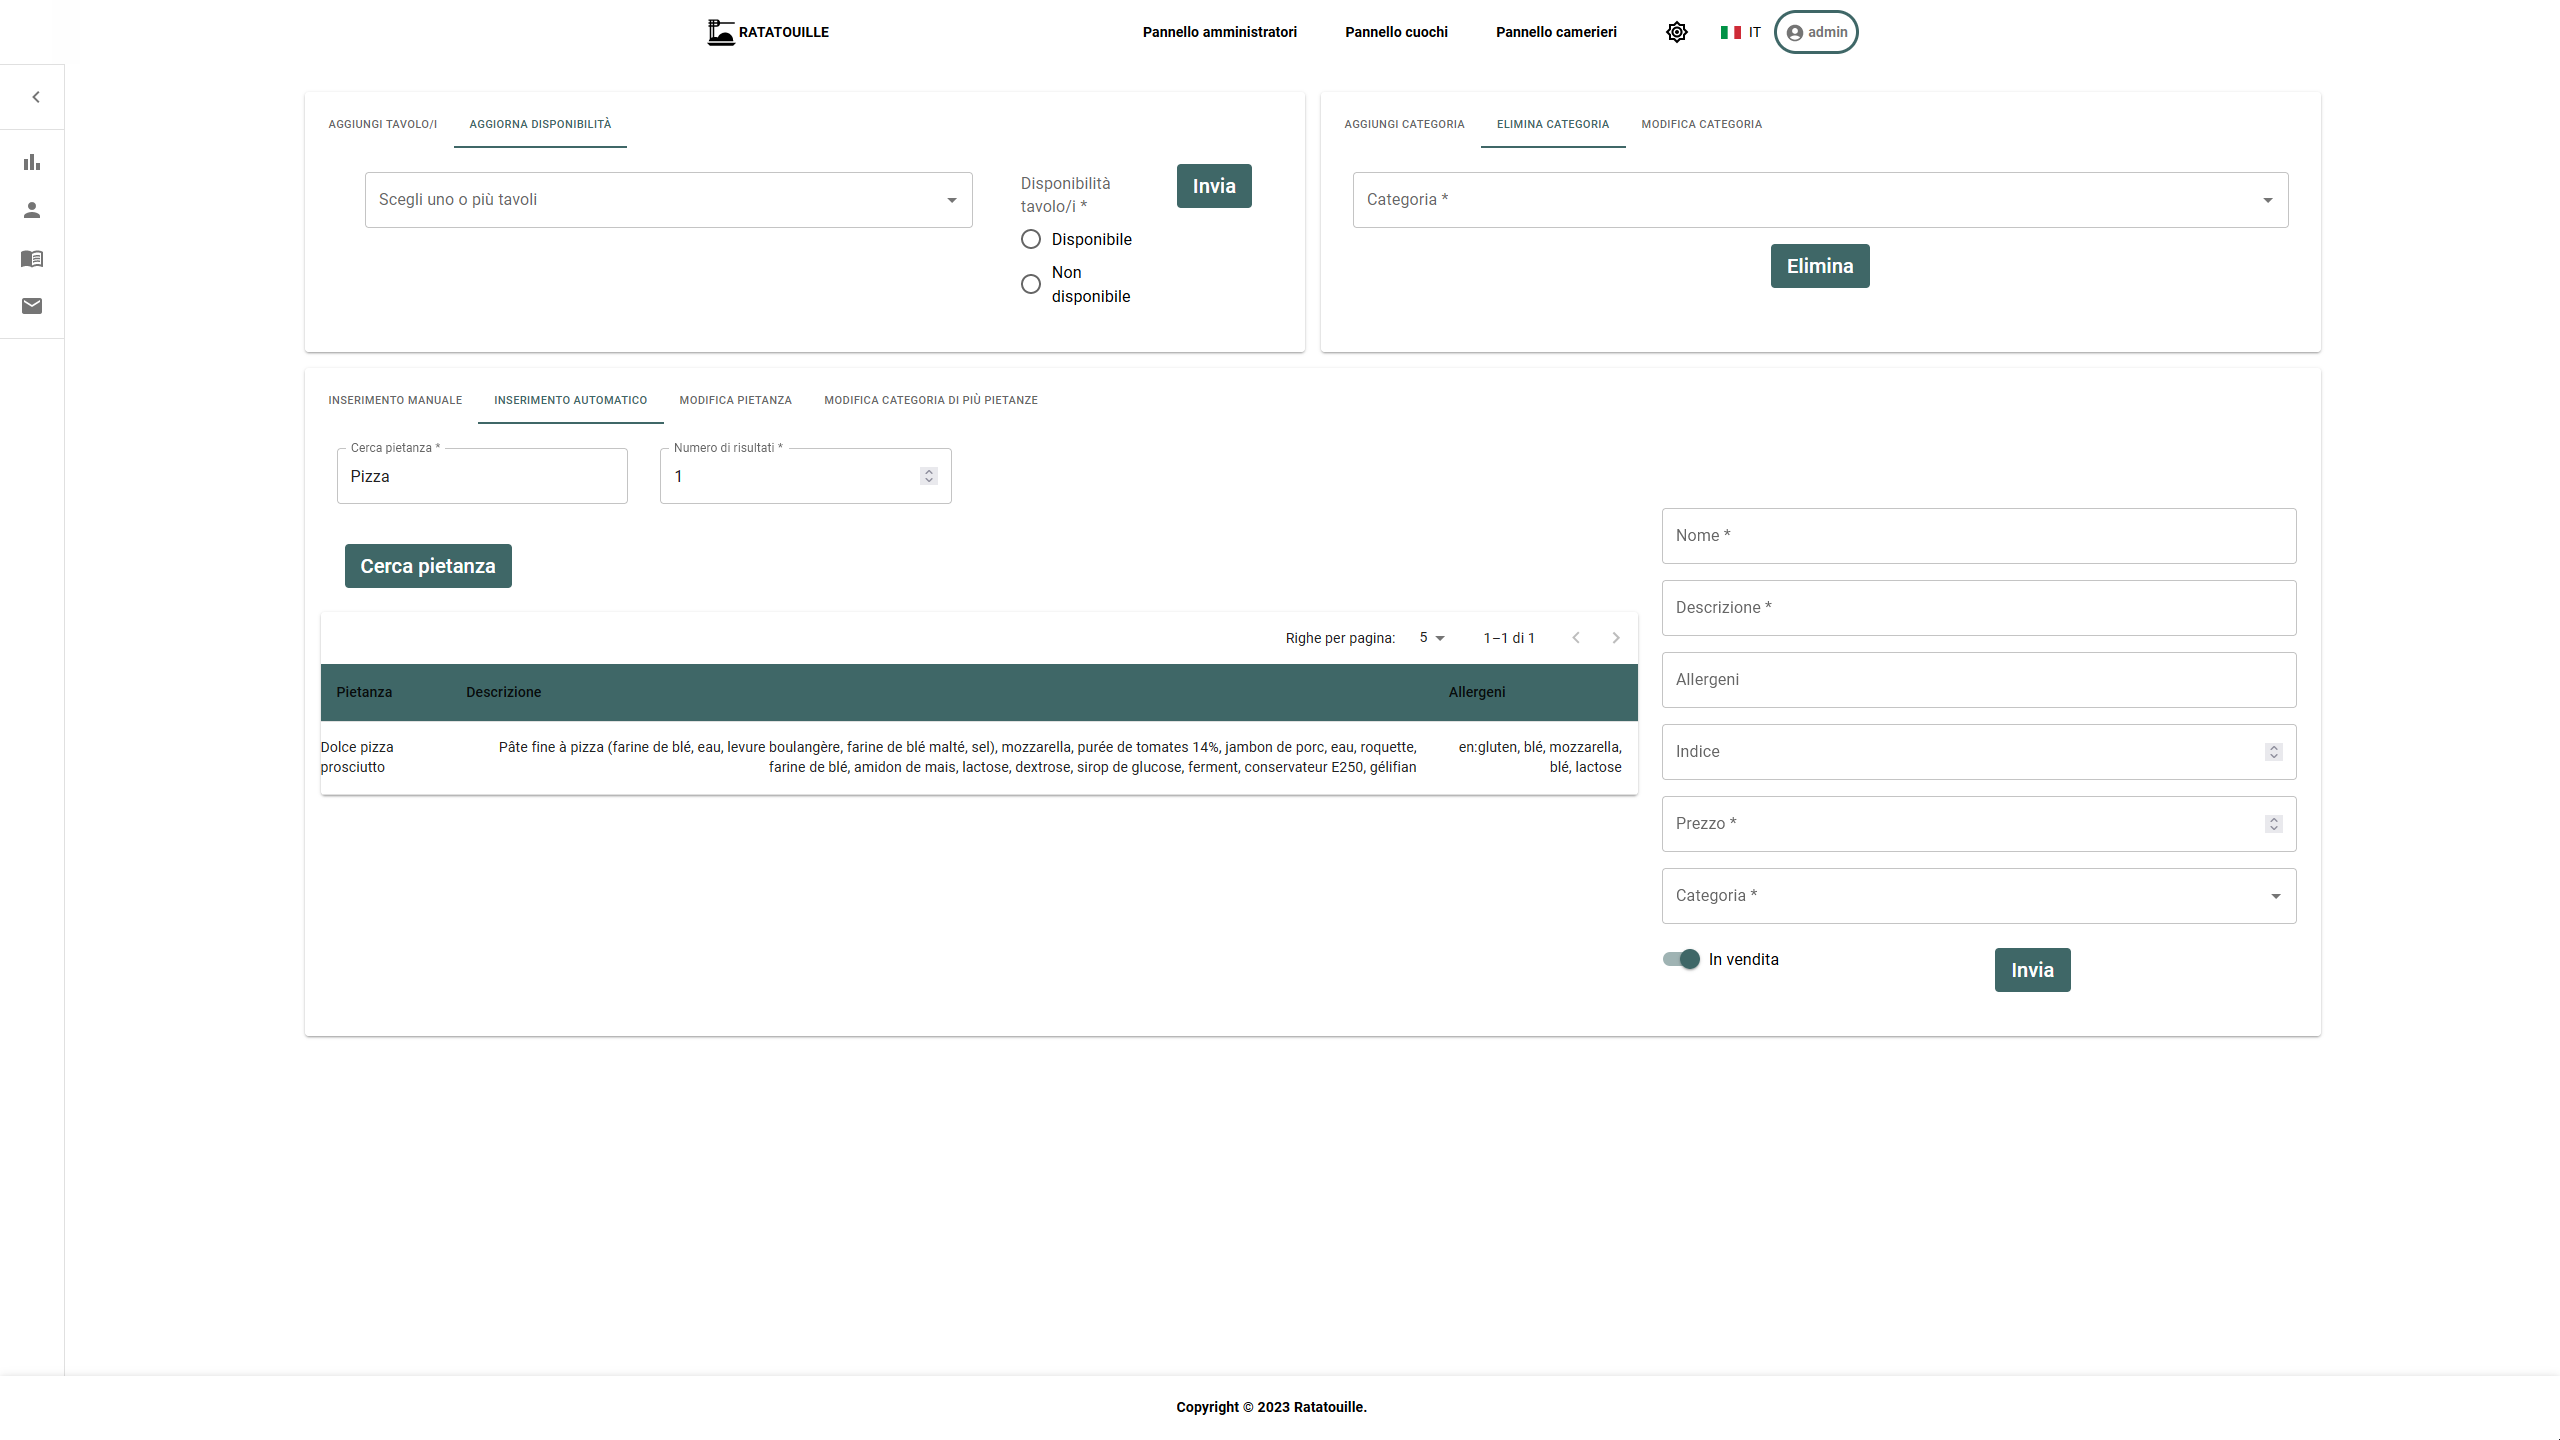 RATATOUILLE
Pannello amministratori
Pannello cuochi
Pannello camerieri
IT
admin
AGGIUNGI TAVOLO/I
AGGIORNA DISPONIBILITÀ
Scegli uno o più tavoli
Disponibilità
tavolo/i *
Disponibile
Non
disponibile
Invia
AGGIUNGI CATEGORIA
ELIMINA CATEGORIA
MODIFICA CATEGORIA
Categoria *
Elimina
INSERIMENTO MANUALE
INSERIMENTO AUTOMATICO
MODIFICA PIETANZA
MODIFICA CATEGORIA DI PIÙ PIETANZE
Cerca pietanza *
Pizza
Numero di risultati *
1
Cerca pietanza
Righe per pagina:
5
1–1 di 1
Pietanza
Descrizione
Allergeni
Dolce pizza
prosciutto
Pâte fine à pizza (farine de blé, eau, levure boulangère, farine de blé malté, sel), mozzarella, purée de tomates 14%, jambon de porc, eau, roquette,
farine de blé, amidon de mais, lactose, dextrose, sirop de glucose, ferment, conservateur E250, gélifian
en:gluten, blé, mozzarella,
blé, lactose
Nome *
Descrizione *
Allergeni
Indice
Prezzo *
Categoria *
In vendita
Invia
Copyright © 2023 Ratatouille.